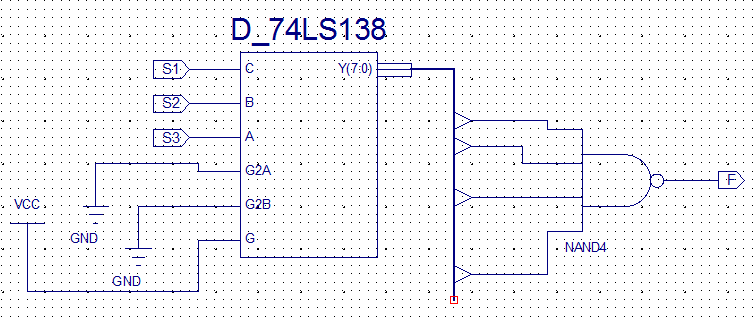 D_74LS138
S1
C
Y(7:0)
S2
B
S3
A
G2A
F
VCC
G2B
GND
G
NAND4
GND